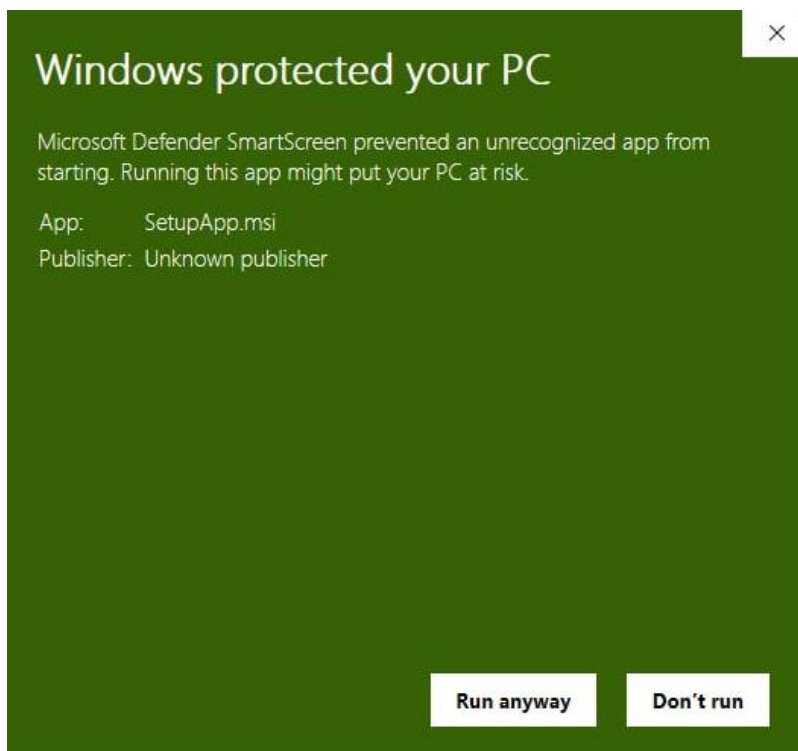 Windows protected your PC
Microsoft Defender SmartScreen prevented an unrecognized app from
starting. Running this app might put your PC at risk.
App: SetupApp.msi
Publisher: Unknown publisher
Run anyway Don't run